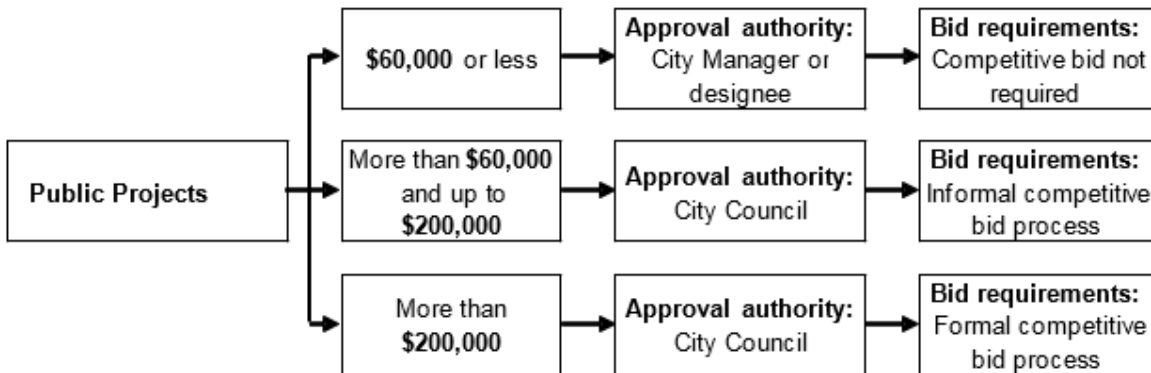 Public Projects
$60,000 or less
Approval authority:
City Manager or
designee
Bid requirements:
Competitive bid not
required
More than $60,000
and up to
$200,000
Approval authority:
City Council
Bid requirements:
Informal competitive
bid process
More than
$200,000
Approval authority:
City Council
Bid requirements:
Formal competitive
bid process